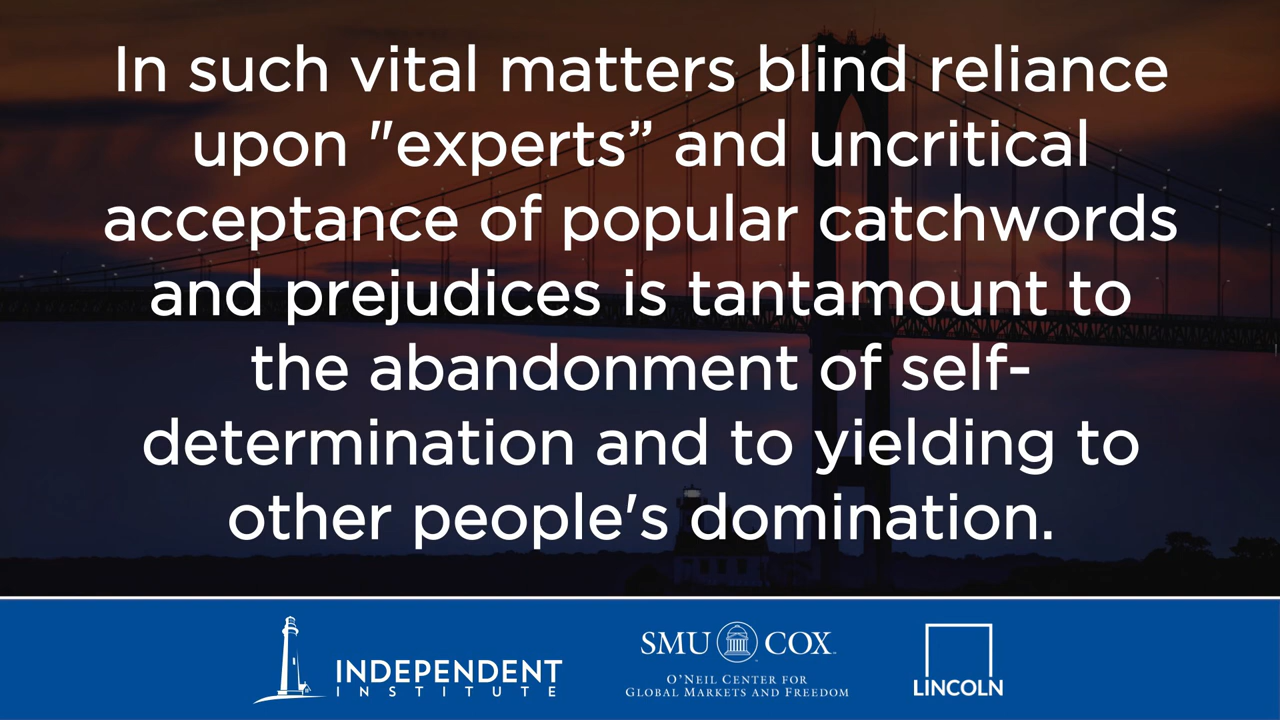 In such vital matters blind reliance
upon "experts” and uncritical
acceptance of popular catchwords
and prejudices is tantamount to
the abandonment of self-
determination and to yielding to
other people's domination.
INDEPENDENT
INSTITUTE
SMU COX
O'NEIL CENTER FOR
GLOBAL MARKETS AND FREEDOM
LINCOLN